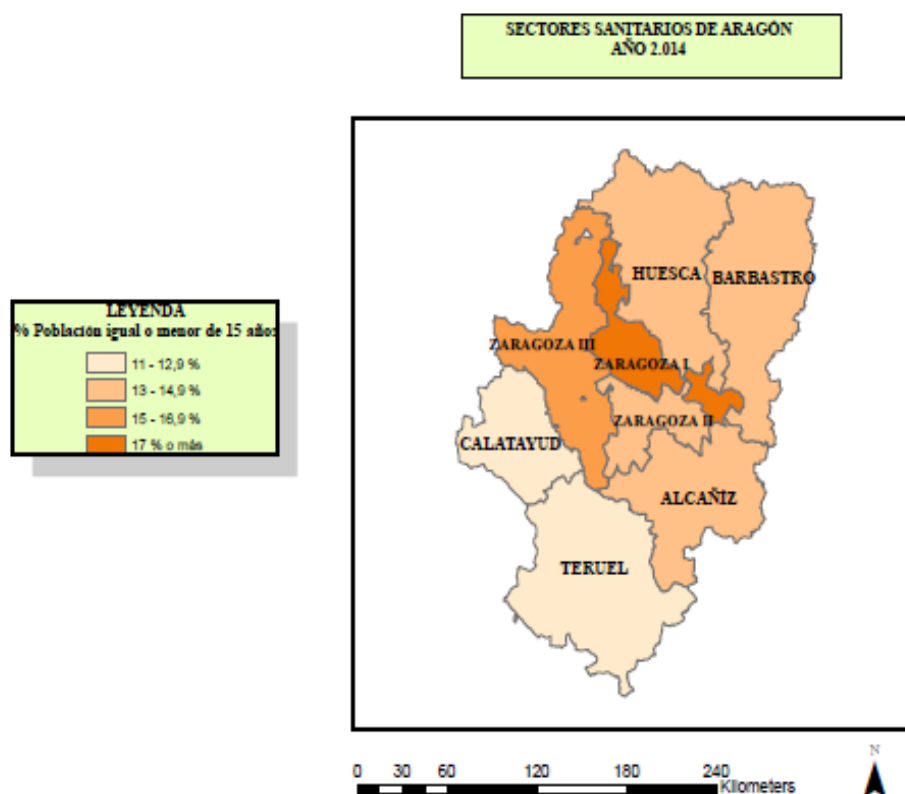 SECTORES SANITARIOS DE ARAGÓN
AÑO 2.014
HUESCA
BARBASTRO
ZARAGOZA III
ZARAGOZA I
ZARAGOZA II
CALATAYUD
ALCAÑÍZ
TERUEL
LEYENDA
% Población igual o menor de 15 años
11 - 12,9 %
13 - 14,9 %
15 - 16,9 %
17 % o más
N
0 30 60 120 180 240
Kilometers